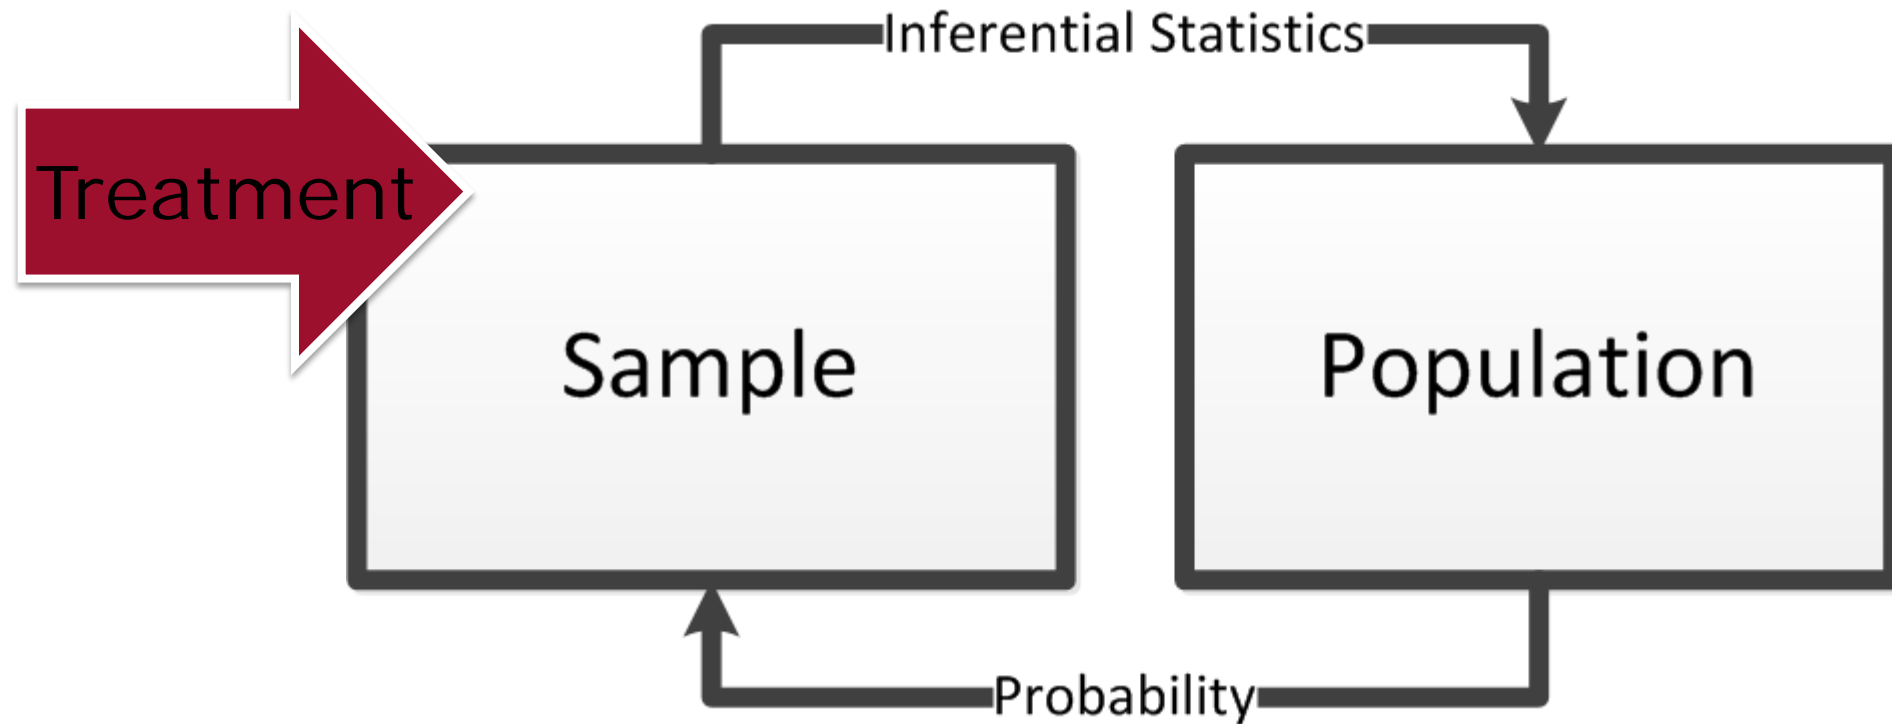 Inferential Statistics
Treatment
Sample
Population
Probability